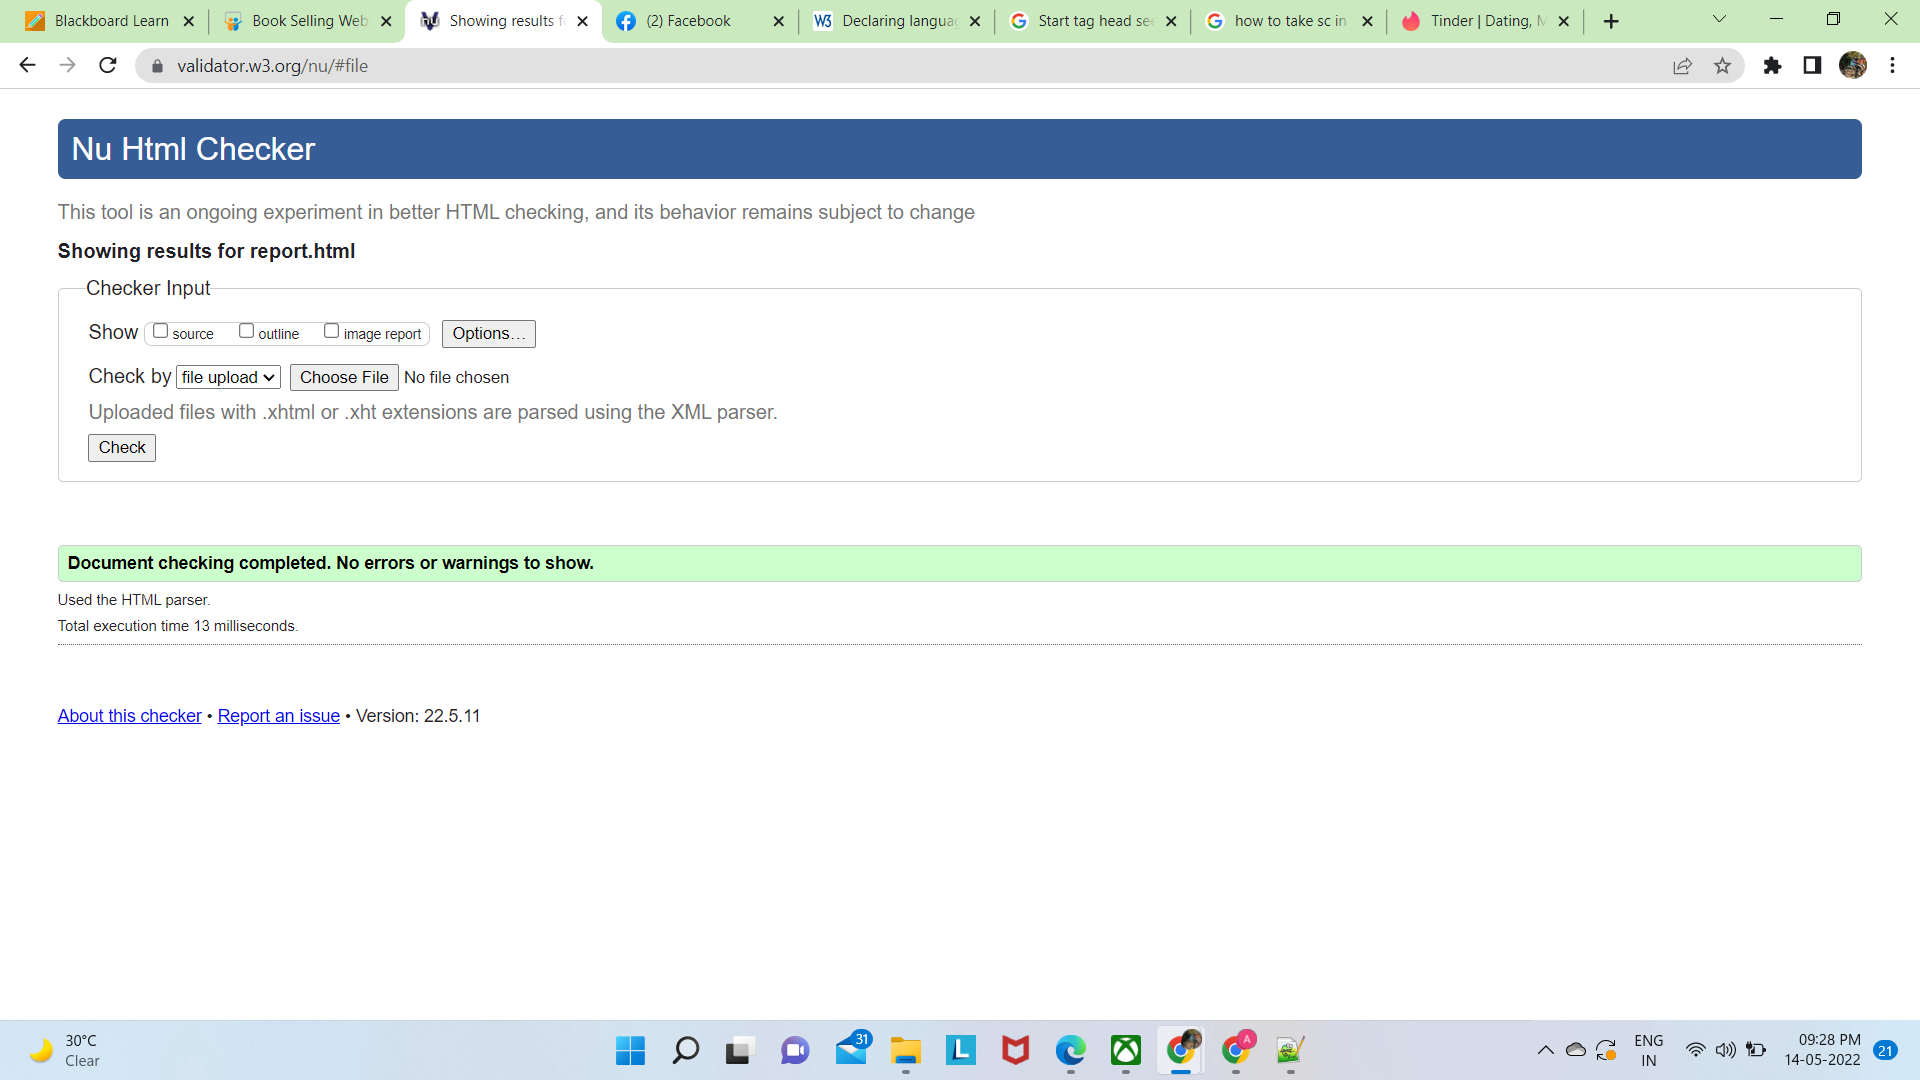 Blackboard Learn
Book Selling Web
Showing results f
(2) Facebook
W3 Declaring languag
Start tag head see
how to take sc in
Tinder | Dating, M
validator.w3.org/nu/#file
Nu Html Checker
This tool is an ongoing experiment in better HTML checking, and its behavior remains subject to change
Showing results for report.html
Checker Input
Show source outline image report Options...
Check by file upload Choose File No file chosen
Uploaded files with .xhtml or .xht extensions are parsed using the XML parser.
Check
Document checking completed. No errors or warnings to show.
Used the HTML parser.
Total execution time 13 milliseconds.
About this checker • Report an issue • Version: 22.5.11
30°C
Clear
31
L
A
ENG
IN
09:28 PM
14-05-2022
21